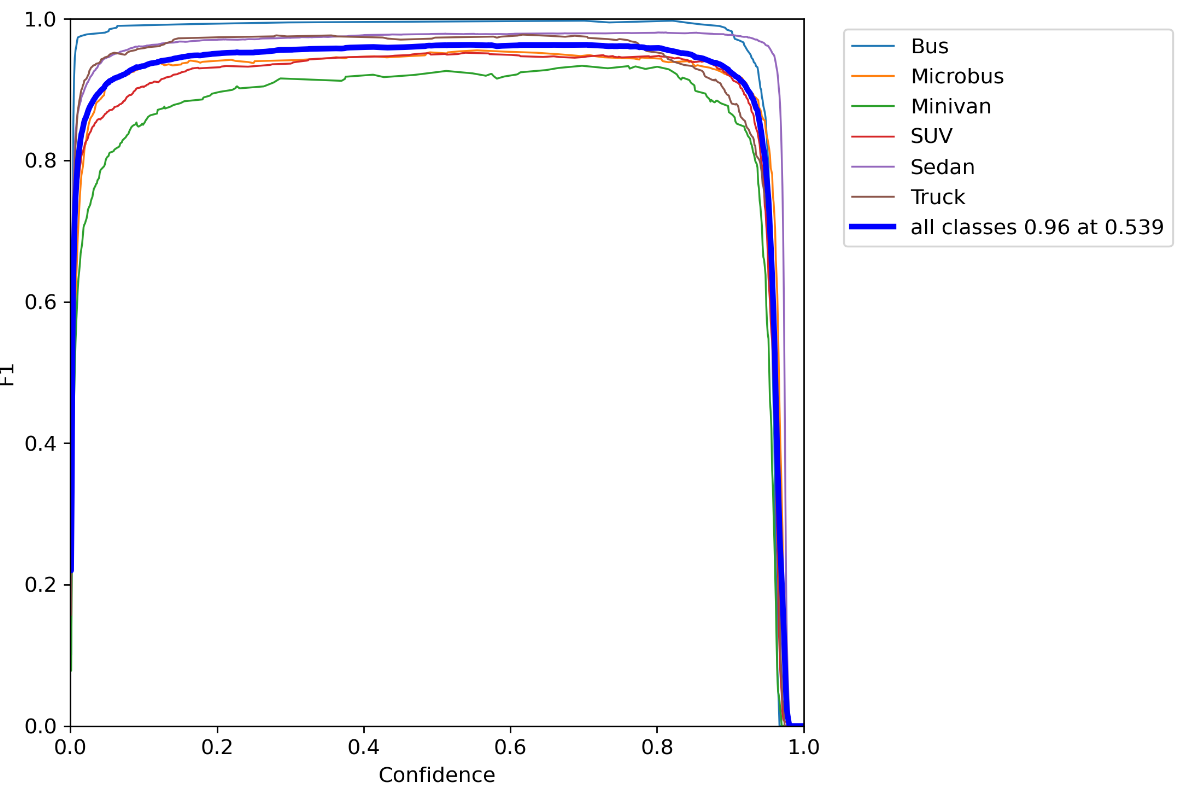 1.0
0.8
0.6
0.4
0.2
0.0
F1
0.0 0.2 0.4 0.6 0.8 1.0
Confidence
Bus
Microbus
Minivan
SUV
Sedan
Truck
all classes 0.96 at 0.539